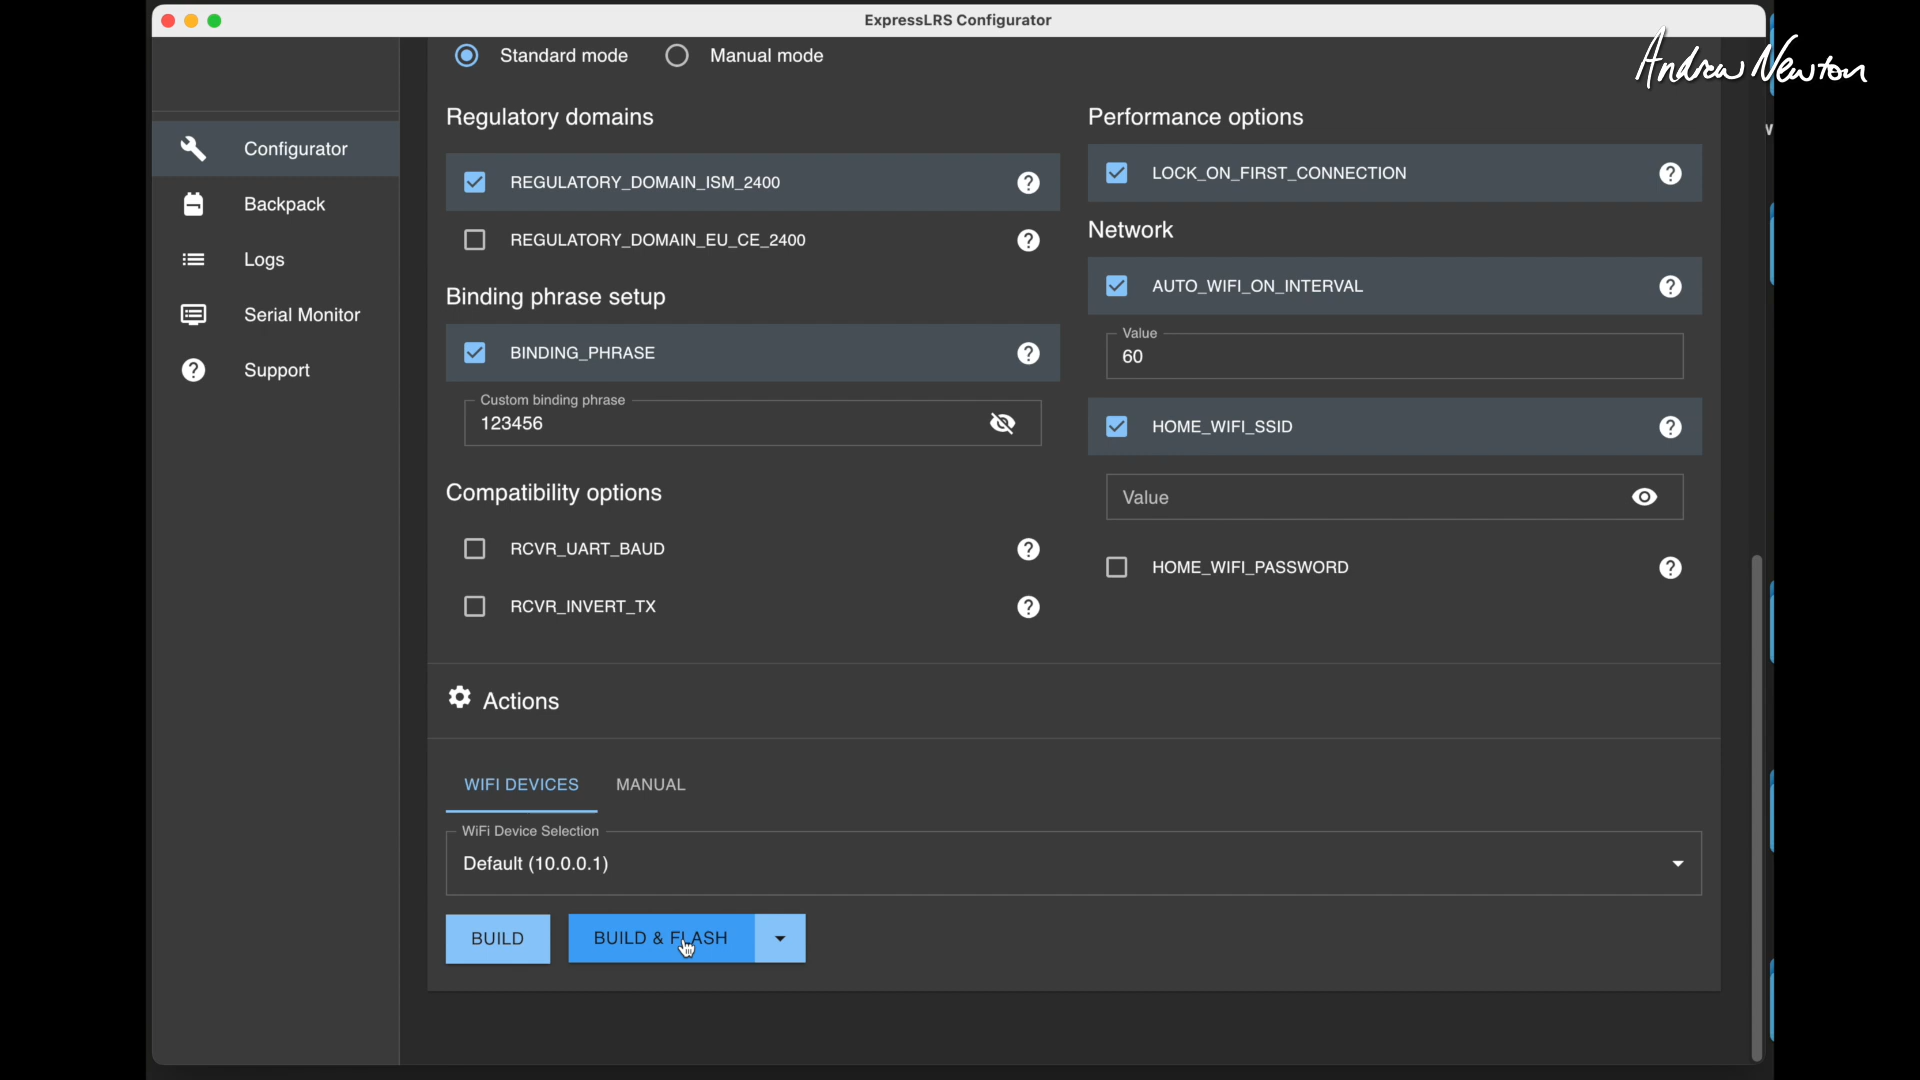 ExpressLRS Configurator
Andrew Newton
Standard mode
Manual mode
Configurator
Backpack
Logs
Serial Monitor
Support
Regulatory domains
REGULATORY_DOMAIN_ISM_2400
REGULATORY_DOMAIN_EU_CE_2400
Binding phrase setup
BINDING_PHRASE
Custom binding phrase
123456
Compatibility options
RCVR_UART_BAUD
RCVR_INVERT_TX
Performance options
LOCK_ON_FIRST_CONNECTION
Network
AUTO_WIFI_ON_INTERVAL
Value
60
HOME_WIFI_SSID
Value
HOME_WIFI_PASSWORD
Actions
WIFI DEVICES
MANUAL
WiFi Device Selection
Default (10.0.0.1)
BUILD
BUILD & FLASH